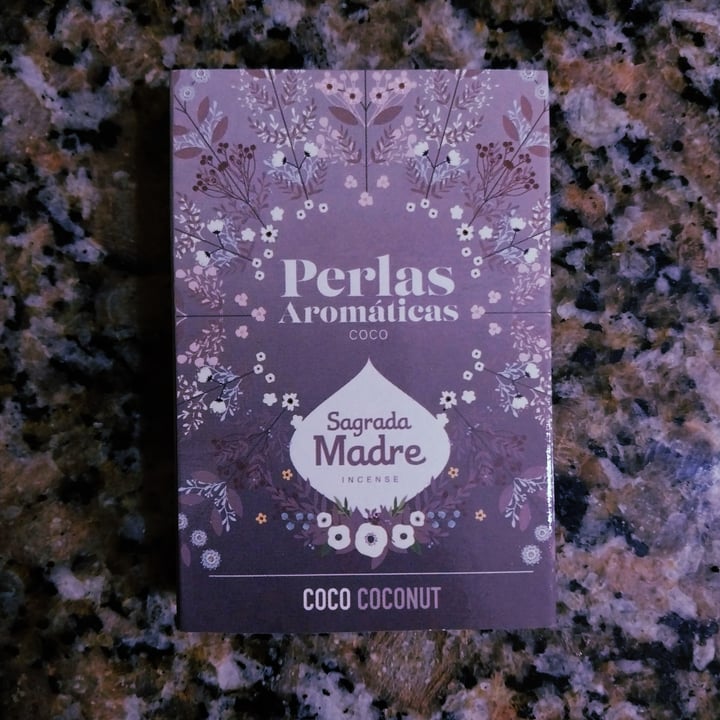 Perlas
Aromáticas
COCO
Sagrada
Madre
INCENSE
COCO COCONUT